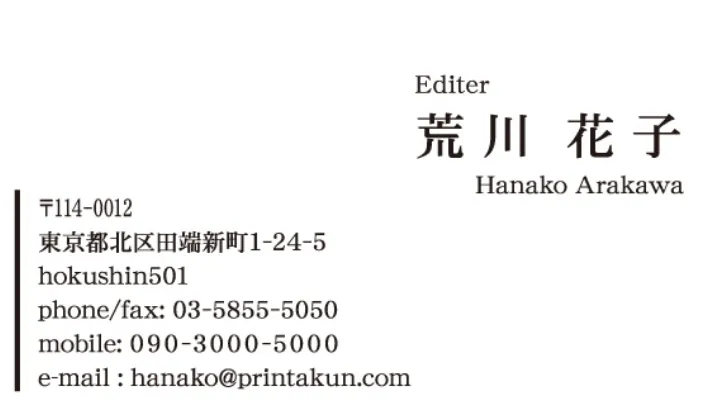 Editer
荒川 花子
Hanako Arakawa
〒114-0012
東京都北区田端新町1-24-5
hokushin501
phone/fax: 03-5855-5050
mobile: 090-3000-5000
e-mail : hanako@printakun.com